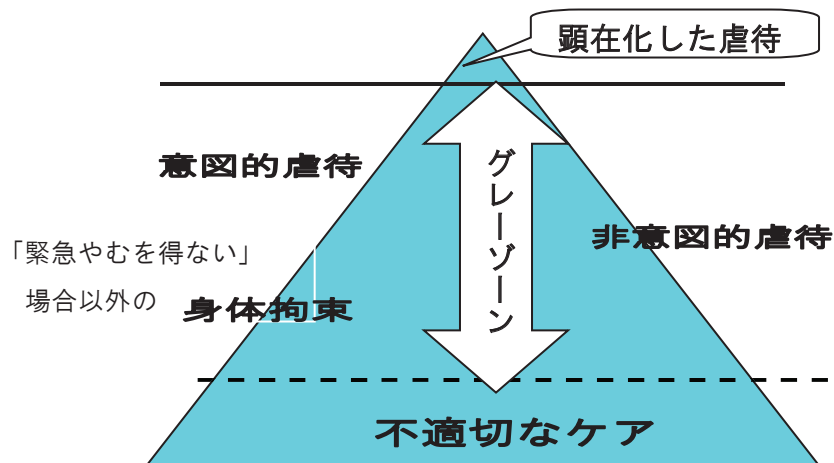 顕在化した虐待
意図的虐待
グレーゾーン
非意図的虐待
「緊急やむを得ない」
場合以外の 身体拘束
不適切なケア